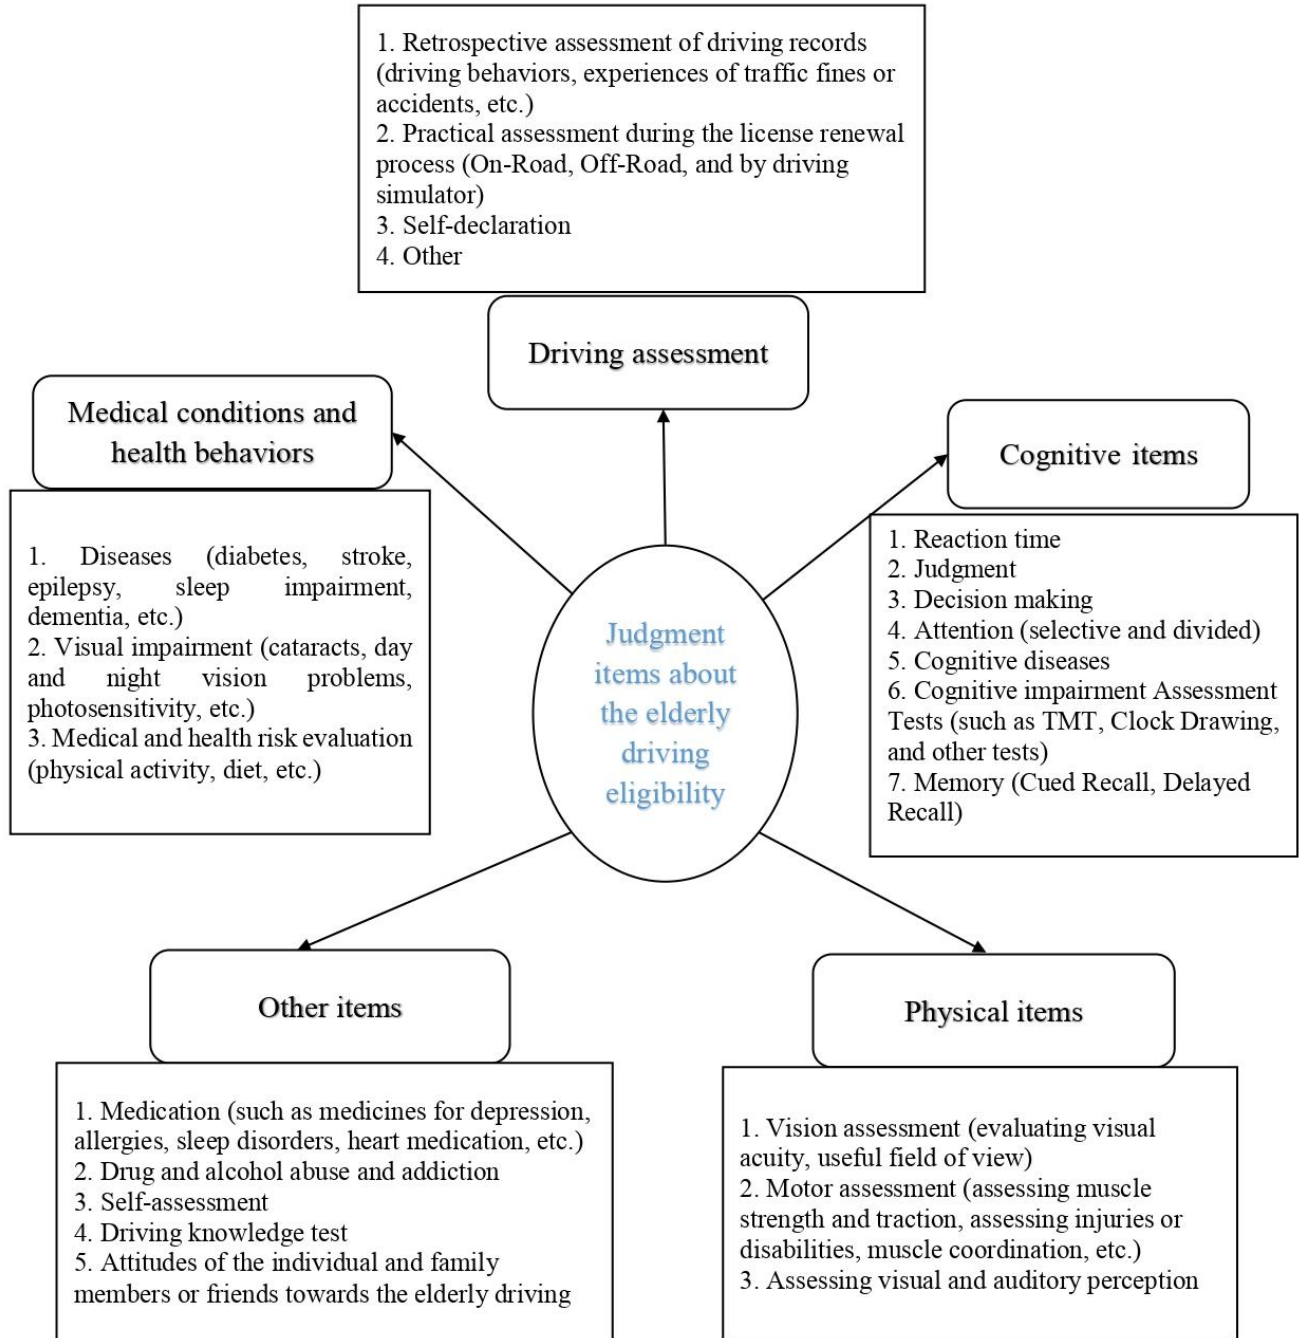 1. Retrospective assessment of driving records
(driving behaviors, experiences of traffic fines or
accidents, etc.)
2. Practical assessment during the license renewal
process (On-Road, Off-Road, and by driving
simulator)
3. Self-declaration
4. Other
Driving assessment
Medical conditions and
health behaviors
1. Diseases (diabetes, stroke,
epilepsy, sleep impairment,
dementia, etc.)
2. Visual impairment (cataracts, day
and night vision problems,
photosensitivity, etc.)
3. Medical and health risk evaluation
(physical activity, diet, etc.)
Cognitive items
1. Reaction time
2. Judgment
3. Decision making
4. Attention (selective and divided)
5. Cognitive diseases
6. Cognitive impairment Assessment
Tests (such as TMT, Clock Drawing,
and other tests)
7. Memory (Cued Recall, Delayed
Recall)
Judgment
items about
the elderly
driving
eligibility
Other items
1. Medication (such as medicines for depression,
allergies, sleep disorders, heart medication, etc.)
2. Drug and alcohol abuse and addiction
3. Self-assessment
4. Driving knowledge test
5. Attitudes of the individual and family
members or friends towards the elderly driving
Physical items
1. Vision assessment (evaluating visual
acuity, useful field of view)
2. Motor assessment (assessing muscle
strength and traction, assessing injuries or
disabilities, muscle coordination, etc.)
3. Assessing visual and auditory perception